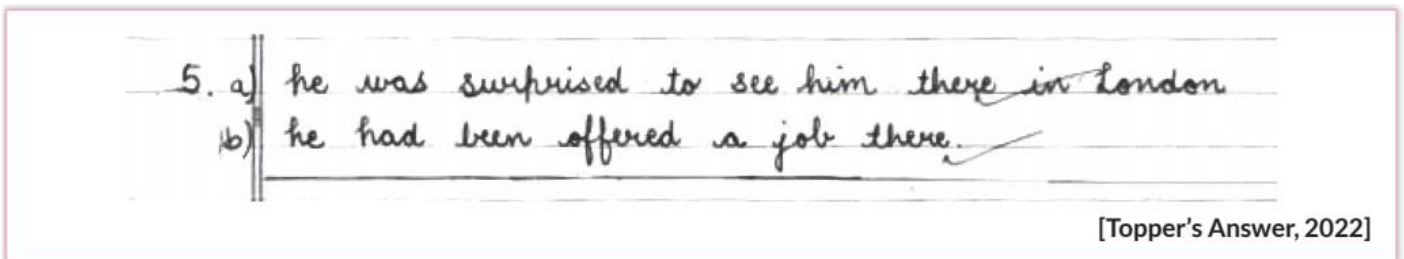 5. a) he was surprised to see him there in London
b) he had been offered a job there.
[Topper's Answer, 2022]